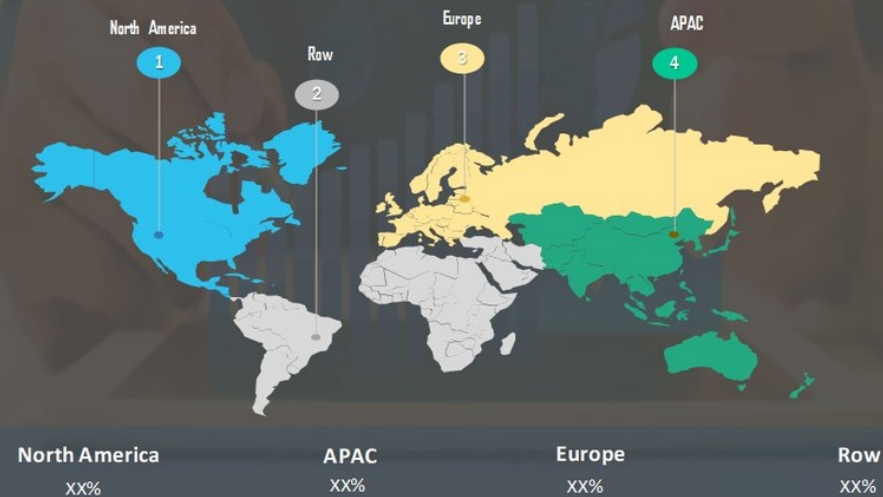 North America
Row
Europe
APAC
1
2
3
4
North America
APAC
Europe
Row
XX%
XX%
XX%
XX%